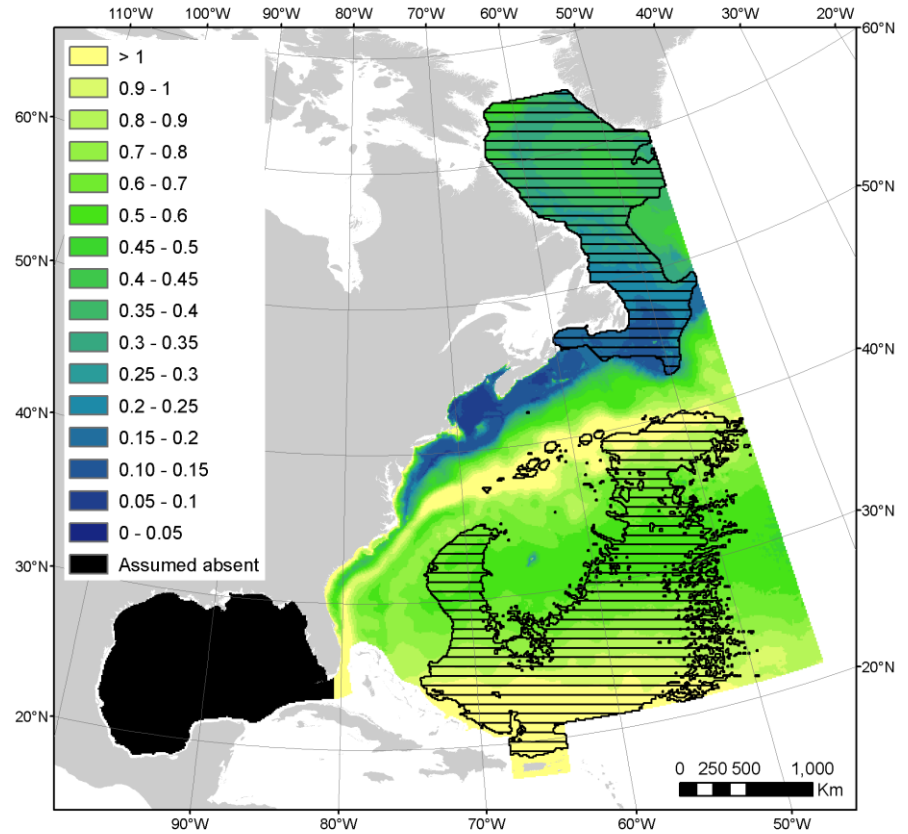 110°W 100°W 90°W 80°W 70°W 60°W 50°W 40°W 30°W 20°W
60°N
60°N
50°N
40°N
30°N
20°N
50°N
40°N
30°N
20°N
> 1
0.9 - 1
0.8 - 0.9
0.7 - 0.8
0.6 - 0.7
0.5 - 0.6
0.45 - 0.5
0.4 - 0.45
0.35 - 0.4
0.3 - 0.35
0.25 - 0.3
0.2 - 0.25
0.15 - 0.2
0.10 - 0.15
0.05 - 0.1
0 - 0.05
Assumed absent
0 250 500 1,000
Km
90°W 80°W 70°W 60°W 50°W